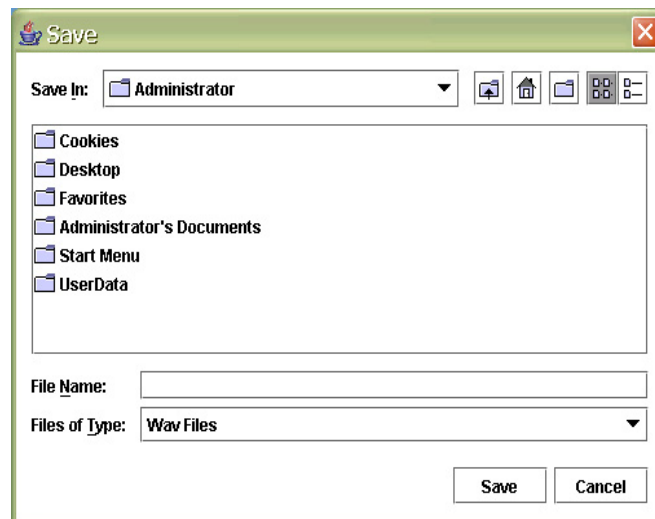 Save
Save In: Administrator
Cookies
Desktop
Favorites
Administrator's Documents
Start Menu
UserData
File Name:
Files of Type: Wav Files
Save Cancel